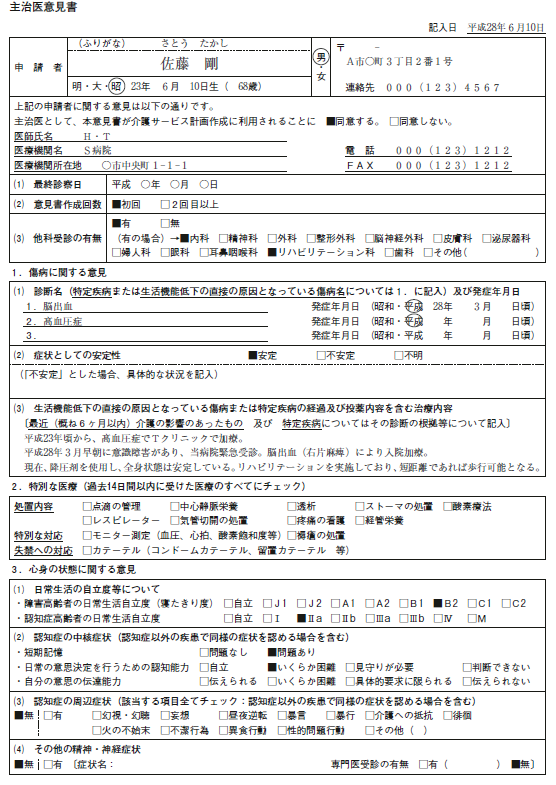 主治医意見書
記入日 平成28年6月10日
申請者
(ふりがな) さとう たかし
佐藤 剛
男・女
〒 －
A市○町3丁目2番1号
明・大・昭 23年 6月 10日生( 68歳)
連絡先 000(123)4567
上記の申請者に関する意見は以下の通りです。
主治医として、本意見書が介護サービス計画作成に利用されることに ■同意する。 □同意しない。
医師氏名 H・T
医療機関名 S病院 電話 000(123)1212
医療機関所在地 ○市中央町1-1-1 FAX 000(123)1212
(1) 最終診察日 平成 ○年 ○月 ○日
(2) 意見書作成回数 ■初回 □2回目以上
(3) 他科受診の有無
■有 □無
(有の場合)→■内科 □精神科 □外科 □整形外科 □脳神経外科 □皮膚科 □泌尿器科
□婦人科 □眼科 □耳鼻咽喉科 ■リハビリテーション科 □歯科 □その他( )
1．傷病に関する意見
(1) 診断名(特定疾病または生活機能低下の直接の原因となっている傷病名については1．に記入)及び発症年月日
1．脳出血 発症年月日 (昭和・平成 28年 3月 日頃)
2．高血圧症 発症年月日 (昭和・平成 年 月 日頃)
3． 発症年月日 (昭和・平成 年 月 日頃)
(2) 症状としての安定性 ■安定 □不安定 □不明
(「不安定」とした場合、具体的な状況を記入)
(3) 生活機能低下の直接の原因となっている傷病または特定疾病の経過及び投薬内容を含む治療内容
〔最近(概ね6ヶ月以内)介護の影響のあったもの 及び 特定疾病についてはその診断の根拠等について記入〕
平成23年頃から、高血圧症でTクリニックで加療。
平成28年3月早朝に意識障害があり、当病院緊急受診。脳出血(右片麻痺)により入院加療。
現在、降圧剤を使用し、全身状態は安定している。リハビリテーションを実施しており、短距離であれば歩行可能となる。
2．特別な医療(過去14日間以内に受けた医療のすべてにチェック)
処置内容 □点滴の管理 □中心静脈栄養 □透析 □ストーマの処置 □酸素療法
□レスピレーター □気管切開の処置 □疼痛の看護 □経管栄養
特別な対応 □モニター測定(血圧、心拍、酸素飽和度等)□褥瘡の処置
失禁への対応 □カテーテル(コンドームカテーテル、留置カテーテル 等)
3．心身の状態に関する意見
(1) 日常生活の自立度等について
・障害高齢者の日常生活自立度(寝たきり度) □自立 □J1 □J2 □A1 □A2 □B1 ■B2 □C1 □C2
・認知症高齢者の日常生活自立度 □自立 □Ⅰ ■Ⅱa □Ⅱb □Ⅲa □Ⅲb □Ⅳ □M
(2) 認知症の中核症状(認知症以外の疾患で同様の症状を認める場合を含む)
・短期記憶 □問題なし ■問題あり
・日常の意思決定を行うための認知能力 □自立 ■いくらか困難 □見守りが必要 □判断できない
・自分の意思の伝達能力 □伝えられる □いくらか困難 □具体的要求に限られる □伝えられない
(3) 認知症の周辺症状(該当する項目全てチェック:認知症以外の疾患で同様の症状を認める場合を含む)
■無 □有 □幻視・幻聴 □妄想 □昼夜逆転 □暴言 □暴行 □介護への抵抗 □徘徊
□火の不始末 □不潔行為 □異食行動 □性的問題行動 □その他( )
(4) その他の精神・神経症状
■無 □有 〔症状名: 専門医受診の有無 □有( ) ■無〕